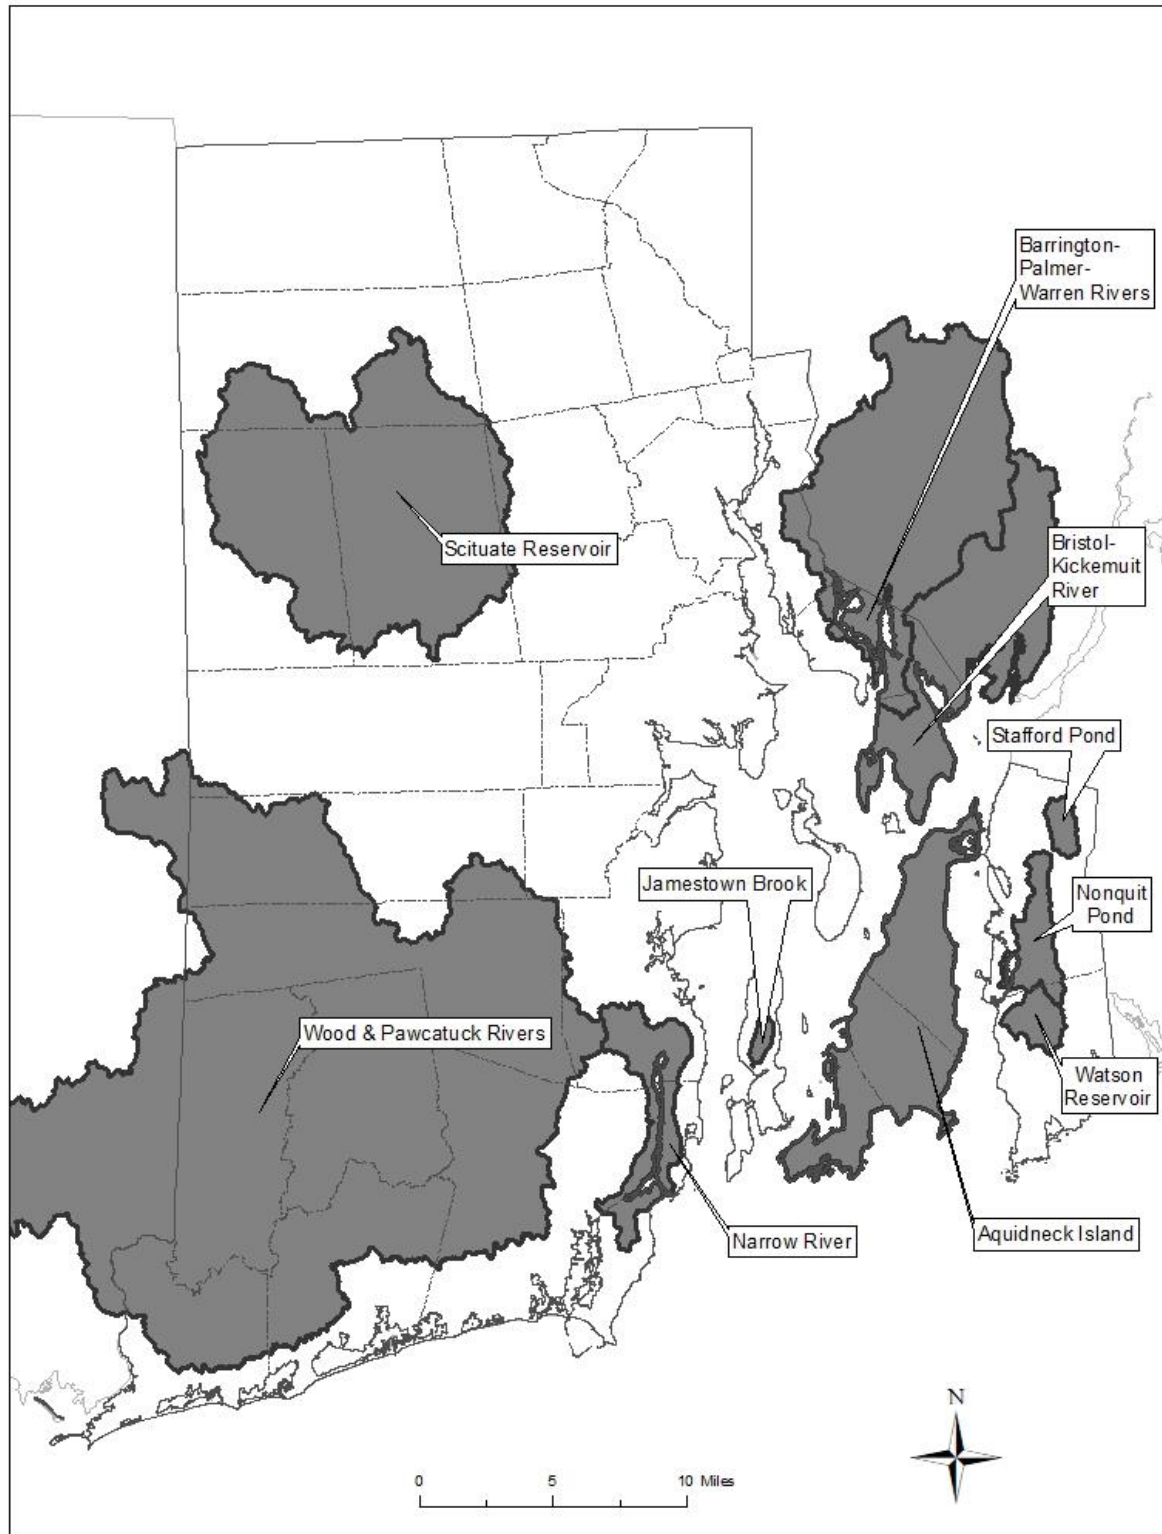 Barrington-
Palmer-
Warren Rivers
Bristol-
Kickemuit
River
Scituate Reservoir
Stafford Pond
Jamestown Brook
Nonquit
Pond
Wood & Pawcatuck Rivers
Watson
Reservoir
Narrow River
Aquidneck Island
N
0 5 10 Miles